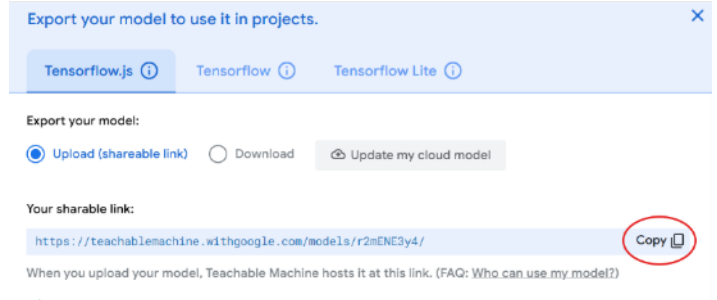 Export your model to use it in projects.
Tensorflow.js Tensorflow Tensorflow Lite
Export your model:
Upload (shareable link) Download Update my cloud model
Your sharable link:
https://teachablemachine.withgoogle.com/models/r2mENE3y4/ Copy
When you upload your model, Teachable Machine hosts it at this link. (FAQ: Who can use my model?)